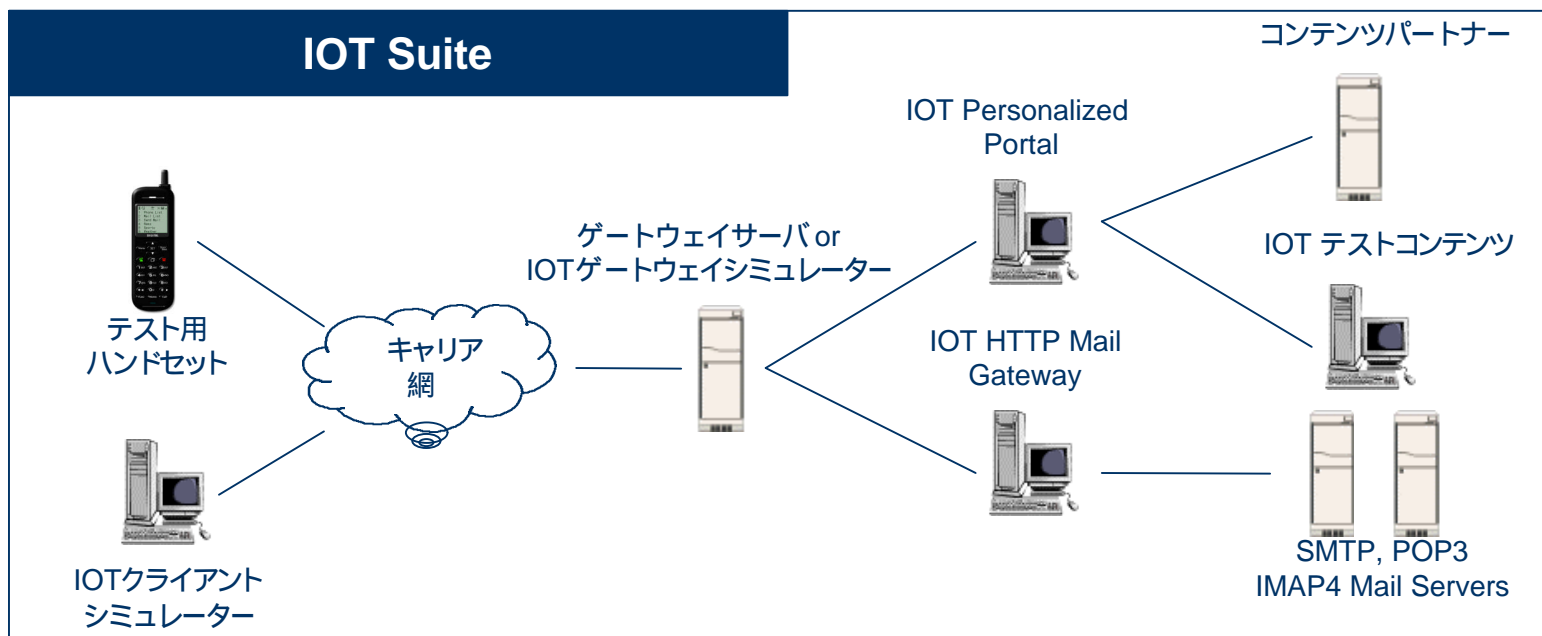 IOT Suite
コンテンツパートナー
IOT Personalized
Portal
ゲートウェイサーバ or
IOTゲートウェイシミュレーター
IOT テストコンテンツ
テスト用
ハンドセット
キャリア
網
IOT HTTP Mail
Gateway
IOTクライアント
シミュレーター
SMTP, POP3
IMAP4 Mail Servers